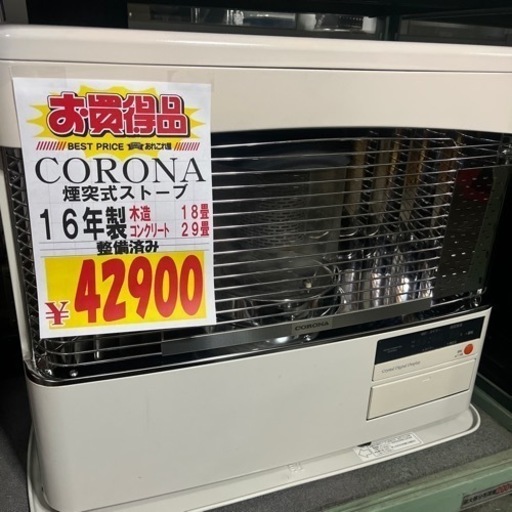 お買得品
BEST PRICE
CORONA
煙突式ストーブ
16年製 木造 18畳
コンクリート 29畳
整備済み
¥42900
CORONA